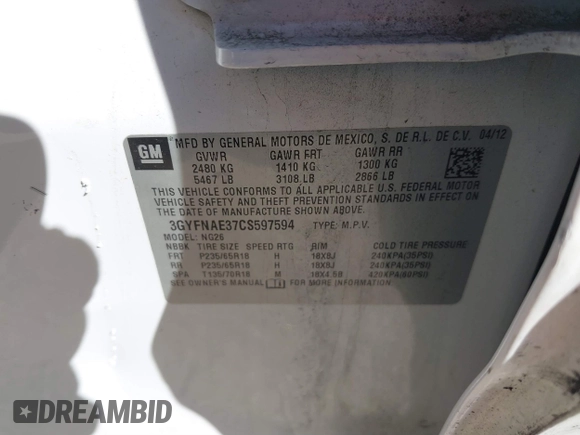 GM
MFD BY GENERAL MOTORS DE MEXICO, S. DE R.L. DE C.V. 04/12
GVWR GAWR FRT GAWR RR
2480 KG 1410 KG 1300 KG
5467 LB 3108 LB 2866 LB
THIS VEHICLE CONFORMS TO ALL APPLICABLE U.S. FEDERAL MOTOR
VEHICLE SAFETY AND THEFT PREVENTION STANDARDS IN EFFECT ON
THE DATE OF MANUFACTURE SHOWN ABOVE.
3GYFNAE37CS597594 TYPE: M.P.V.
MODEL: NG26
NBBK TIRE SIZE SPEED RTG RIM COLD TIRE PRESSURE
FRT P235/65R18 H 18X8J 240KPA(35PSI)
RR P235/65R18 H 18X8J 240KPA(35PSI)
SPA T135/70R18 M 18X4.5B 420KPA(60PSI)
SEE OWNER'S MANUAL FOR MORE INFORMATION
DREAMBID